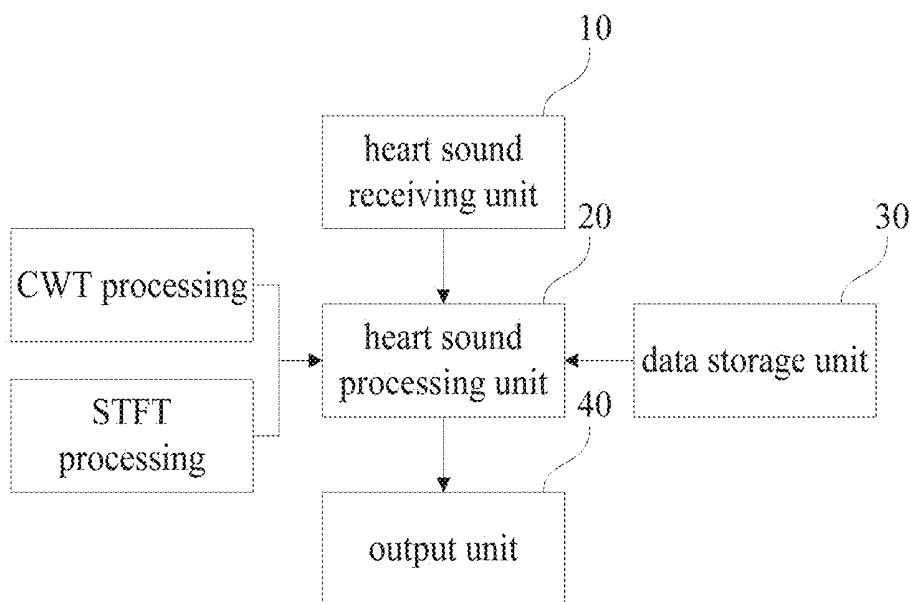 10
heart sound
receiving unit
20
30
CWT processing
heart sound
processing unit
data storage unit
STFT
processing
40
output unit